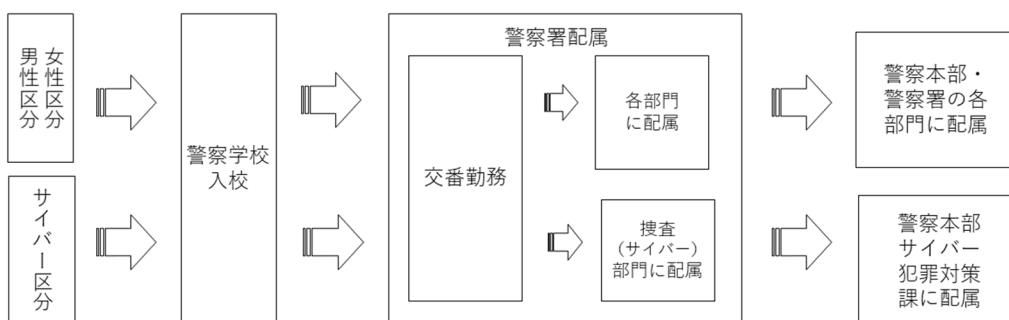 女性区分
男性区分
サイバー区分
警察学校
入校
警察署配属
交番勤務
各部門
に配属
捜査
（サイバー）
部門に配属
警察本部・
警察署の各
部門に配属
警察本部
サイバー
犯罪対策
課に配属